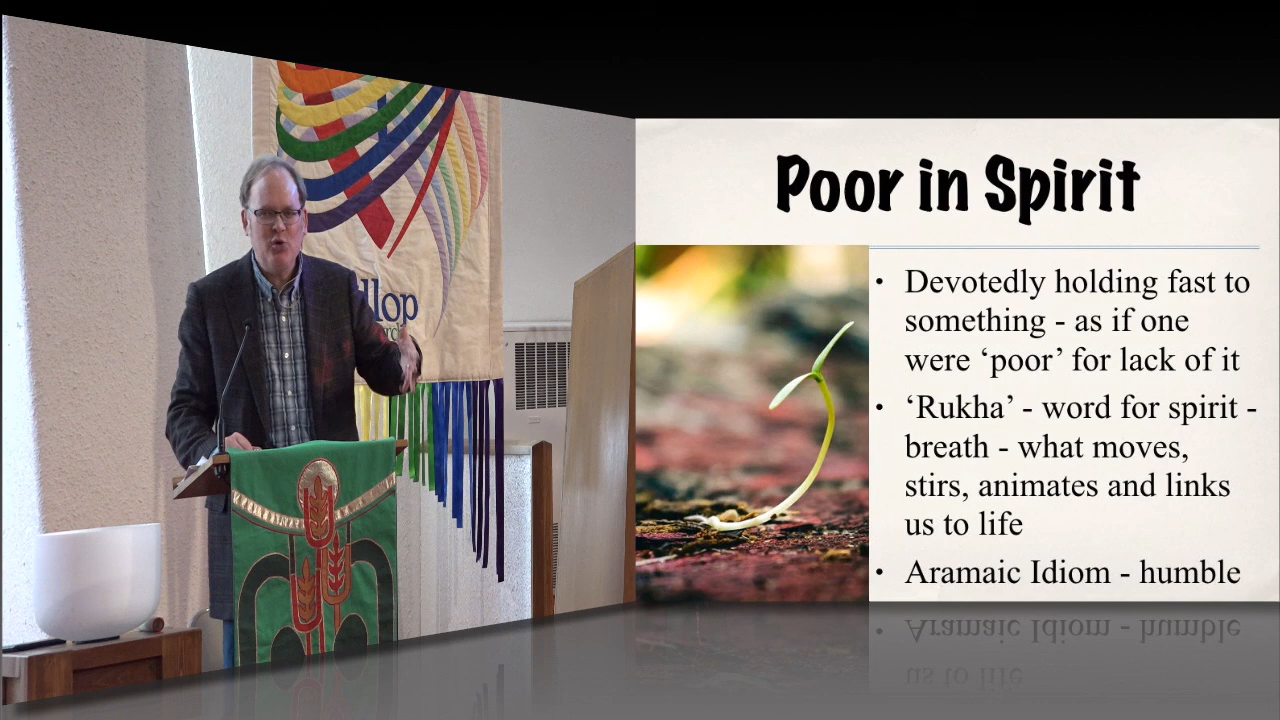 Poor in Spirit
• Devotedly holding fast to
something - as if one
were ‘poor’ for lack of it
• ‘Rukha’ - word for spirit -
breath - what moves,
stirs, animates and links
us to life
• Aramaic Idiom - humble